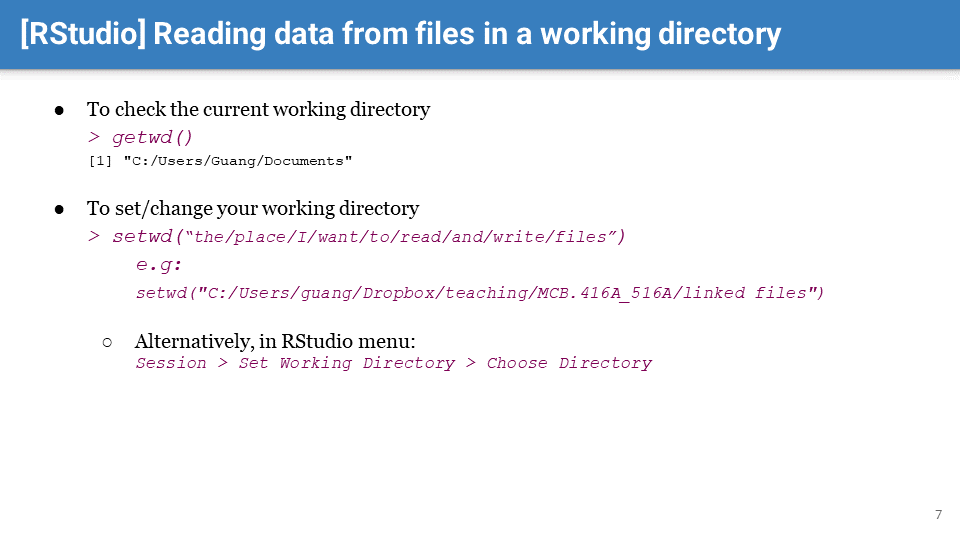 [RStudio] Reading data from files in a working directory
● To check the current working directory
> getwd()
[1] "C:/Users/Guang/Documents"
● To set/change your working directory
> setwd(“the/place/I/want/to/read/and/write/files”)
e.g:
setwd("C:/Users/guang/Dropbox/teaching/MCB.416A_516A/linked files")
○ Alternatively, in RStudio menu:
Session > Set Working Directory > Choose Directory
7